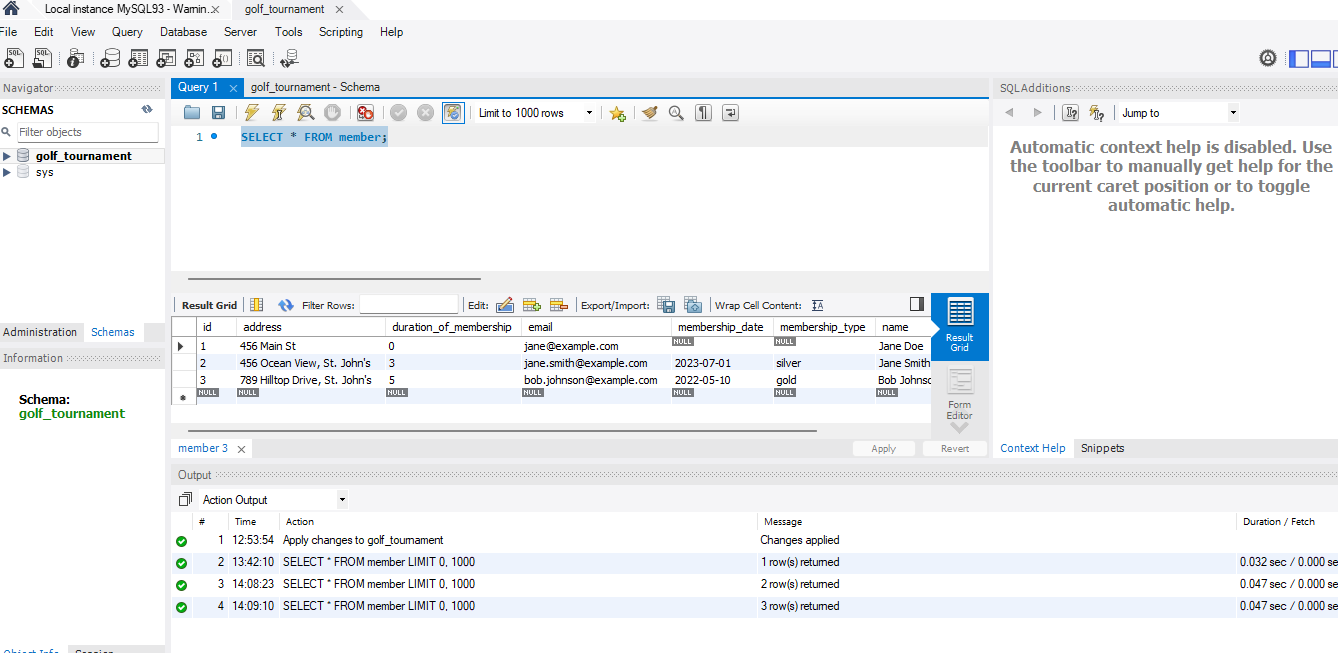 Local instance MySQL93 - Warnin... golf_tournament
File Edit View Query Database Server Tools Scripting Help
Navigator
SCHEMAS
Filter objects
golf_tournament
sys
Administration Schemas
Information
Schema:
golf_tournament
Query 1 golf_tournament - Schema
Limit to 1000 rows
1 SELECT * FROM member;
Result Grid Filter Rows: Edit: Export/Import: Wrap Cell Content:
id address duration_of_membership email membership_date membership_type name
1 456 Main St 0 jane@example.com NULL NULL Jane Doe
2 456 Ocean View, St. John's 3 jane.smith@example.com 2023-07-01 silver Jane Smith
3 789 Hilltop Drive, St. John's 5 bob.johnson@example.com 2022-05-10 gold Bob Johnsc
NULL NULL NULL NULL NULL NULL NULL
Result
Grid
Form
Editor
member 3 Apply Revert
SQLAdditions
Jump to
Automatic context help is disabled. Use
the toolbar to manually get help for the
current caret position or to toggle
automatic help.
Context Help Snippets
Output
Action Output
# Time Action Message Duration / Fetch
1 12:53:54 Apply changes to golf_tournament Changes applied
2 13:42:10 SELECT * FROM member LIMIT 0, 1000 1 row(s) returned 0.032 sec / 0.000 se
3 14:08:23 SELECT * FROM member LIMIT 0, 1000 2 row(s) returned 0.047 sec / 0.000 se
4 14:09:10 SELECT * FROM member LIMIT 0, 1000 3 row(s) returned 0.047 sec / 0.000 se
Object Info Session